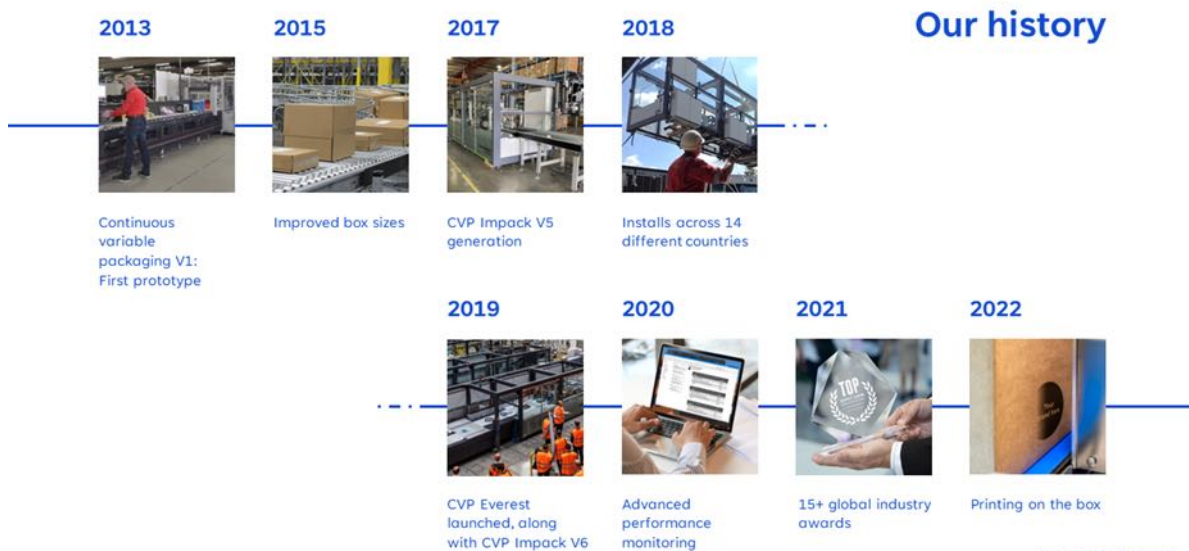 Our history
2013
2015
2017
2018
Continuous
variable
packaging V1:
First prototype
Improved box sizes
CVP Impack V5
generation
Installs across 14
different countries
2019
2020
2021
2022
TOP
CVP Everest
launched, along
with CVP Impack V6
Advanced
performance
monitoring
15+ global industry
awards
Printing on the box